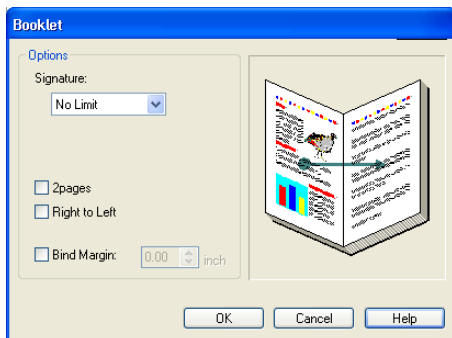 Booklet
Options
Signature:
No Limit
2pages
Right to Left
Bind Margin: 0.00 inch
OK Cancel Help